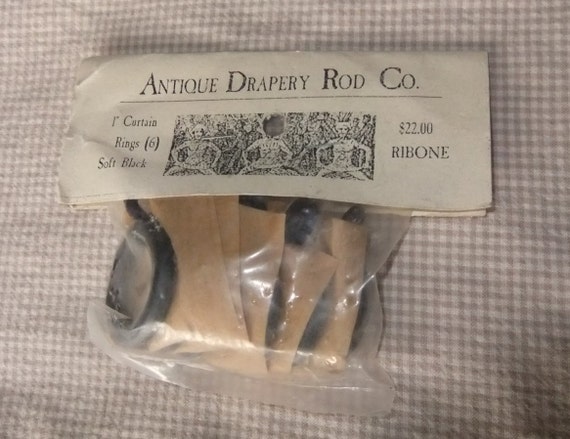 ANTIQUE DRAPERY ROD CO.
1" Curtain
Rings (6)
Soft Black
$22.00
RIBONE